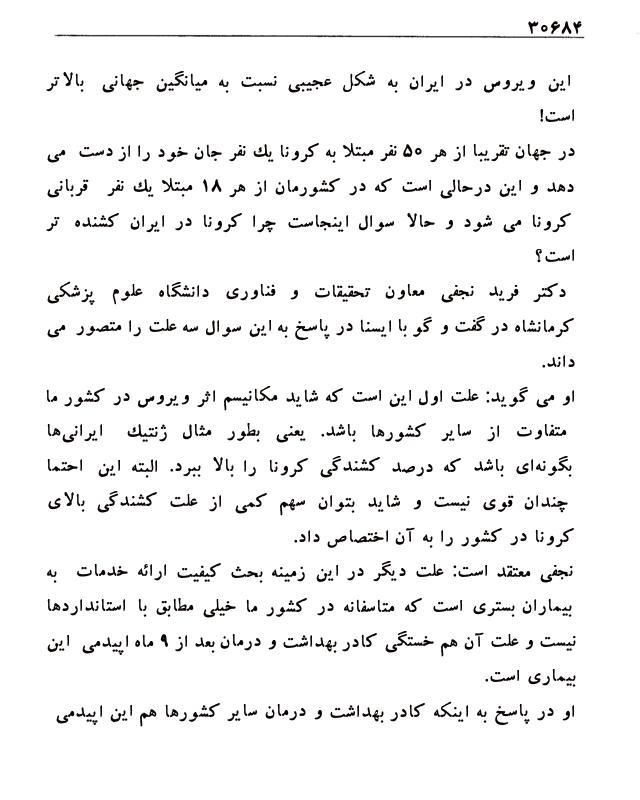 ۳۰۶۸۴
این ویروس در ایران به شکل عجیبی نسبت به میانگین جهانی بالاتر
است!
در جهان تقریبا از هر ۵۰ نفر مبتلا به کرونا یك نفر جان خود را از دست می
دهد و این درحالی است که در کشورمان از هر ۱۸ مبتلا یك نفر قربانی
کرونا می شود و حالا سوال اینجاست چرا کرونا در ایران کشنده تر
است؟
دکتر فرید نجفی معاون تحقیقات و فناوری دانشگاه علوم پزشکی
کرمانشاه در گفت و گو با ایسنا در پاسخ به این سوال سه علت را متصور می
داند.
او می گوید: علت اول این است که شاید مکانیسم اثر ویروس در کشور ما
متفاوت از سایر کشورها باشد. یعنی بطور مثال ژنتیك ایرانی‌ها
بگونه‌ای باشد که درصد کشندگی کرونا را بالا ببرد. البته این احتما
چندان قوی نیست و شاید بتوان سهم کمی از علت کشندگی بالای
کرونا در کشور را به آن اختصاص داد.
نجفی معتقد است: علت دیگر در این زمینه بحث کیفیت ارائه خدمات به
بیماران بستری است که متاسفانه در کشور ما خیلی مطابق با استانداردها
نیست و علت آن هم خستگی کادر بهداشت و درمان بعد از ۹ ماه اپیدمی این
بیماری است.
او در پاسخ به اینکه کادر بهداشت و درمان سایر کشورها هم این اپیدمی